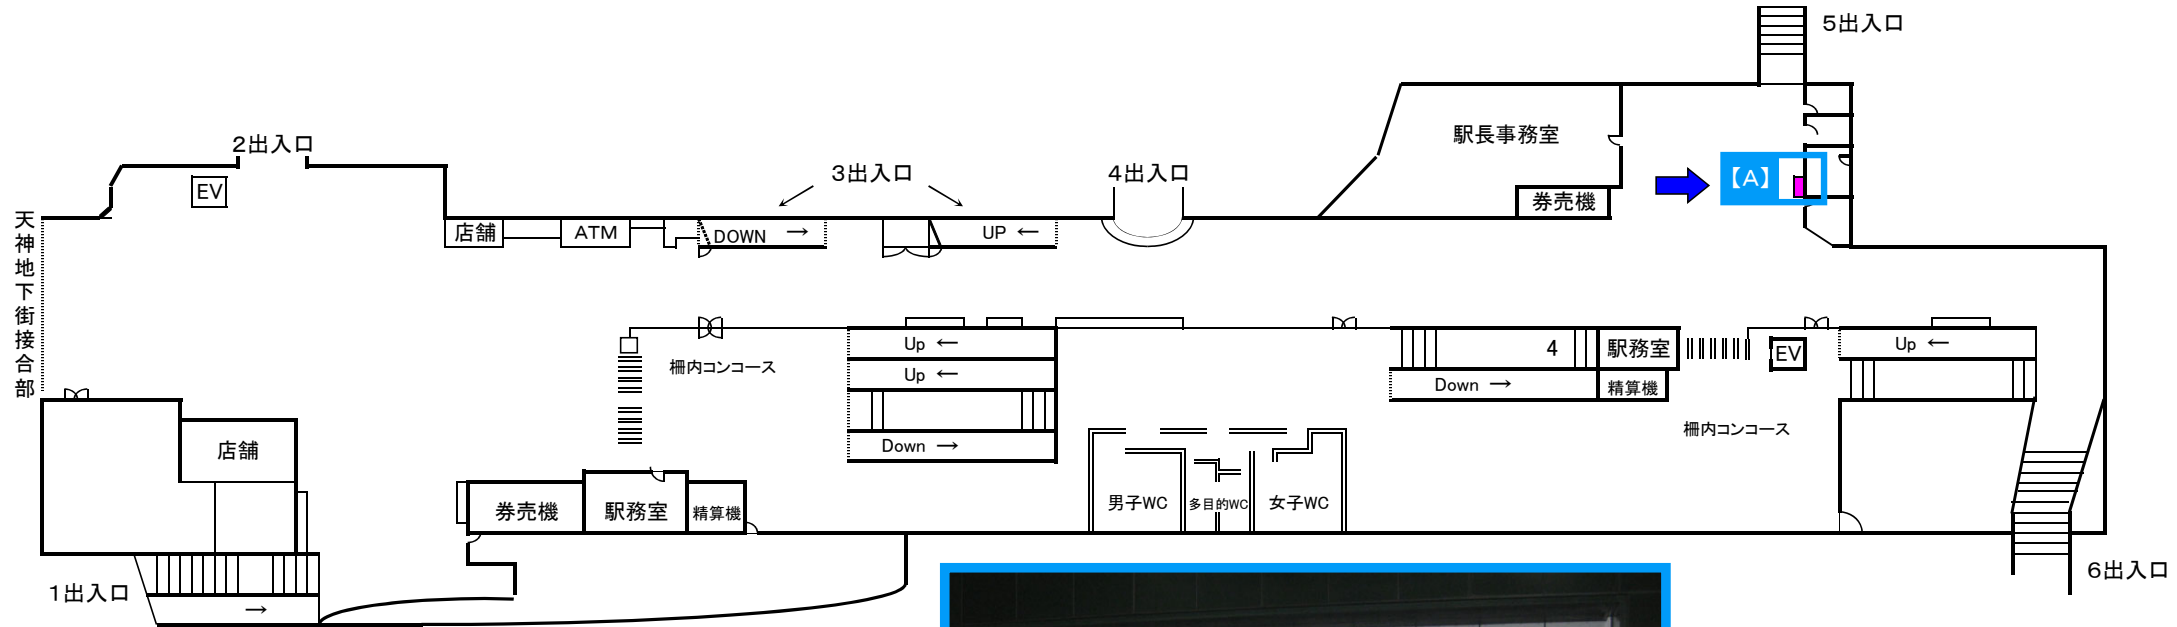 5出入口
2出入口
3出入口
4出入口
駅長事務室
【A】
EV
券売機
天神地下街接合部
店舗
ATM
DOWN →
UP ←
Up ←
4
駅務室
EV
Up ←
柵内コンコース
Up ←
Down →
精算機
Down →
柵内コンコース
店舗
券売機
駅務室
精算機
男子WC
多目的WC
女子WC
1出入口
→
6出入口